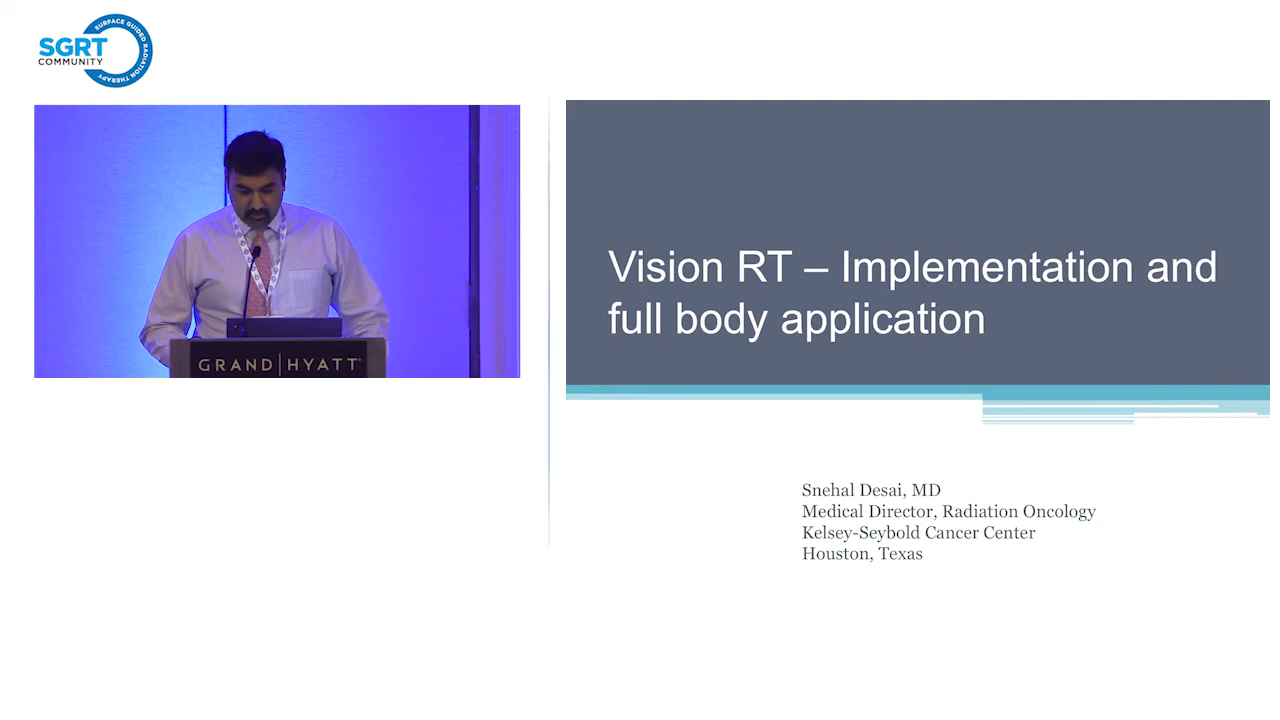 SURFACE GUIDED RADIATION THERAPY
SGRT
COMMUNITY
GRAND HYATT
Vision RT – Implementation and
full body application
Snehal Desai, MD
Medical Director, Radiation Oncology
Kelsey-Seybold Cancer Center
Houston, Texas